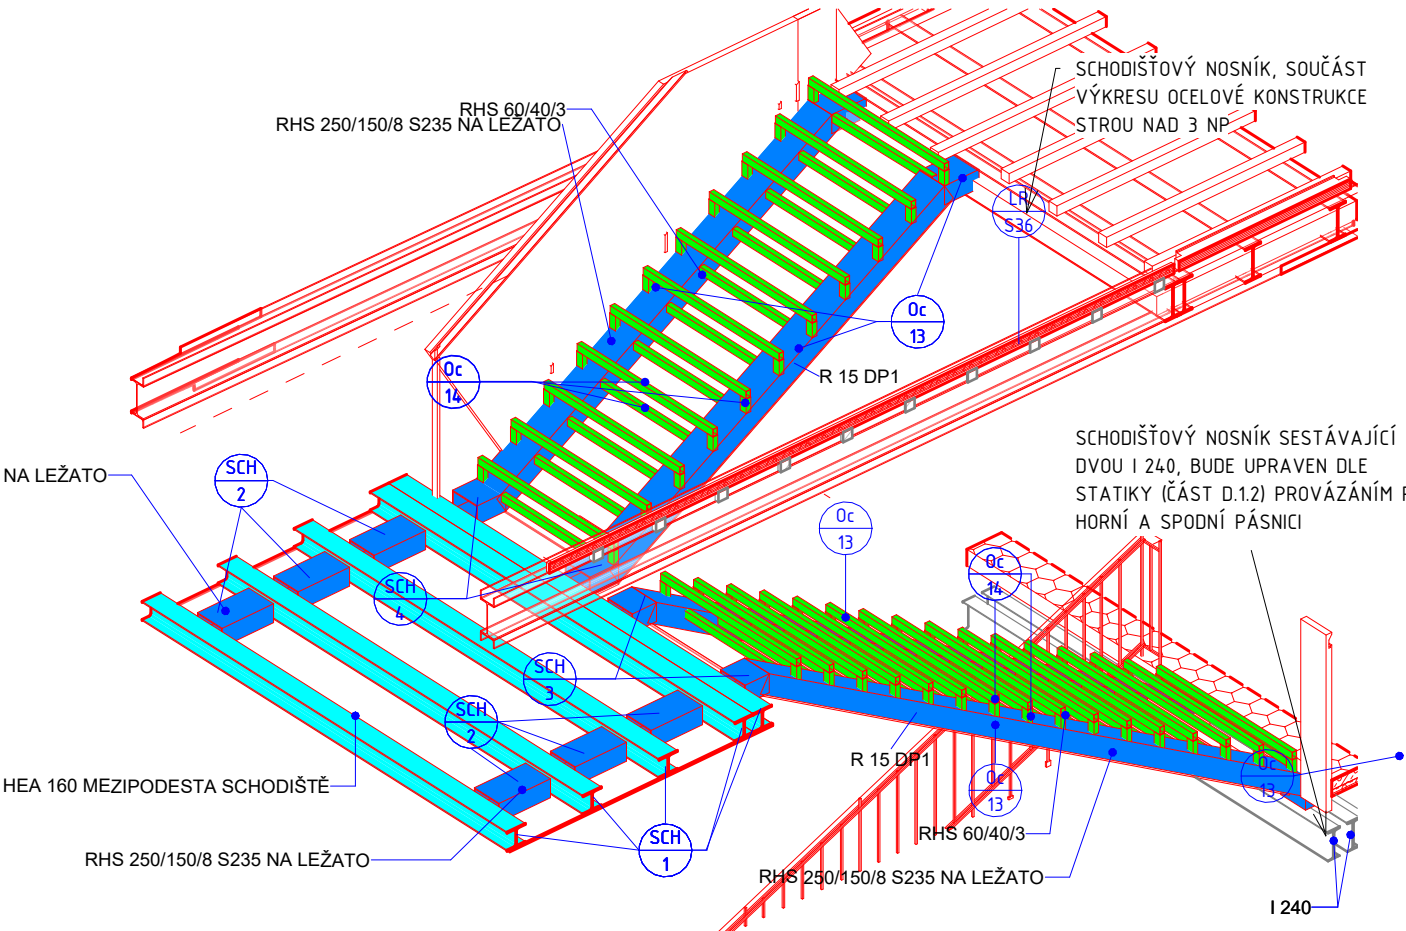 SCHODIŠŤOVÝ NOSNÍK, SOUČÁST
VÝKRESU OCELOVÉ KONSTRUKCE
STROU NAD 3 NP
RHS 60/40/3
RHS 250/150/8 S235 NA LEŽATO
LR
S36
Oc
13
R 15 DP1
Oc
14
SCHODIŠŤOVÝ NOSNÍK SESTÁVAJÍCÍ
DVOU I 240, BUDE UPRAVEN DLE
STATIKY (ČÁST D.1.2) PROVÁZÁNÍM
HORNÍ A SPODNÍ PÁSNICI
NA LEŽATO
SCH
2
Oc
13
Oc
14
SCH
4
SCH
3
SCH
2
R 15 DP1
Oc
13
Oc
13
HEA 160 MEZIPODESTA SCHODIŠTĚ
RHS 60/40/3
SCH
1
RHS 250/150/8 S235 NA LEŽATO
RHS 250/150/8 S235 NA LEŽATO
I 240